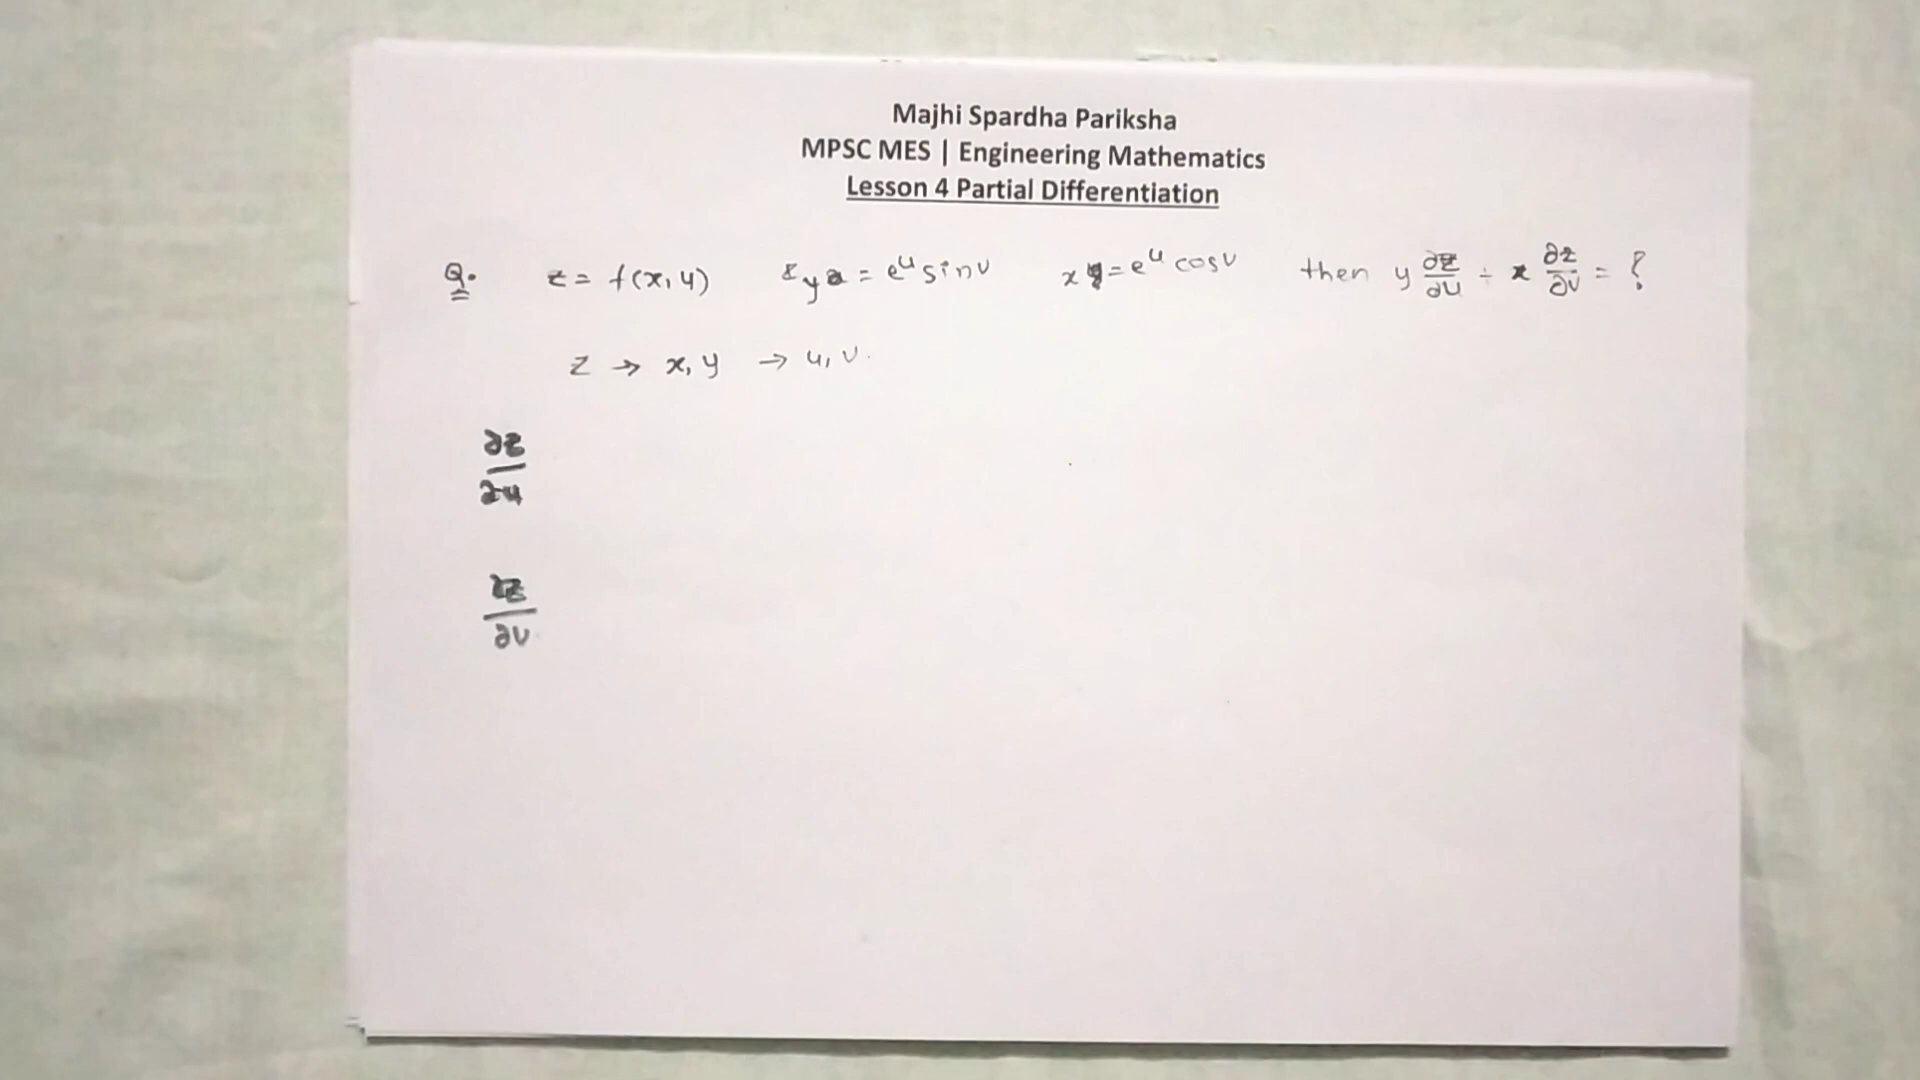 Majhi Spardha Pariksha
MPSC MES | Engineering Mathematics
Lesson 4 Partial Differentiation
Q. z = f(x, y) y = e^u sin v x = e^u cos v then y ∂z/∂u + x ∂z/∂v = ?
z → x, y → u, v.
∂z/∂u
∂z/∂v